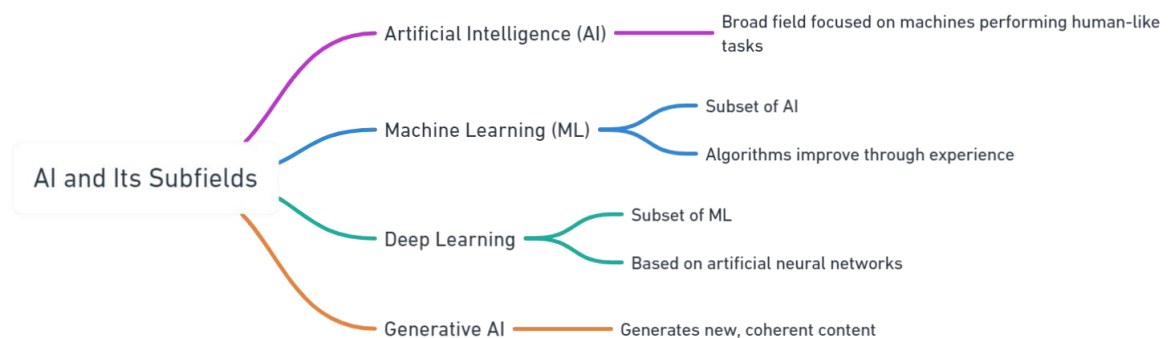 Artificial Intelligence (AI)
Broad field focused on machines performing human-like
tasks
Subset of AI
Machine Learning (ML)
Algorithms improve through experience
AI and Its Subfields
Subset of ML
Deep Learning
Based on artificial neural networks
Generative AI
Generates new, coherent content